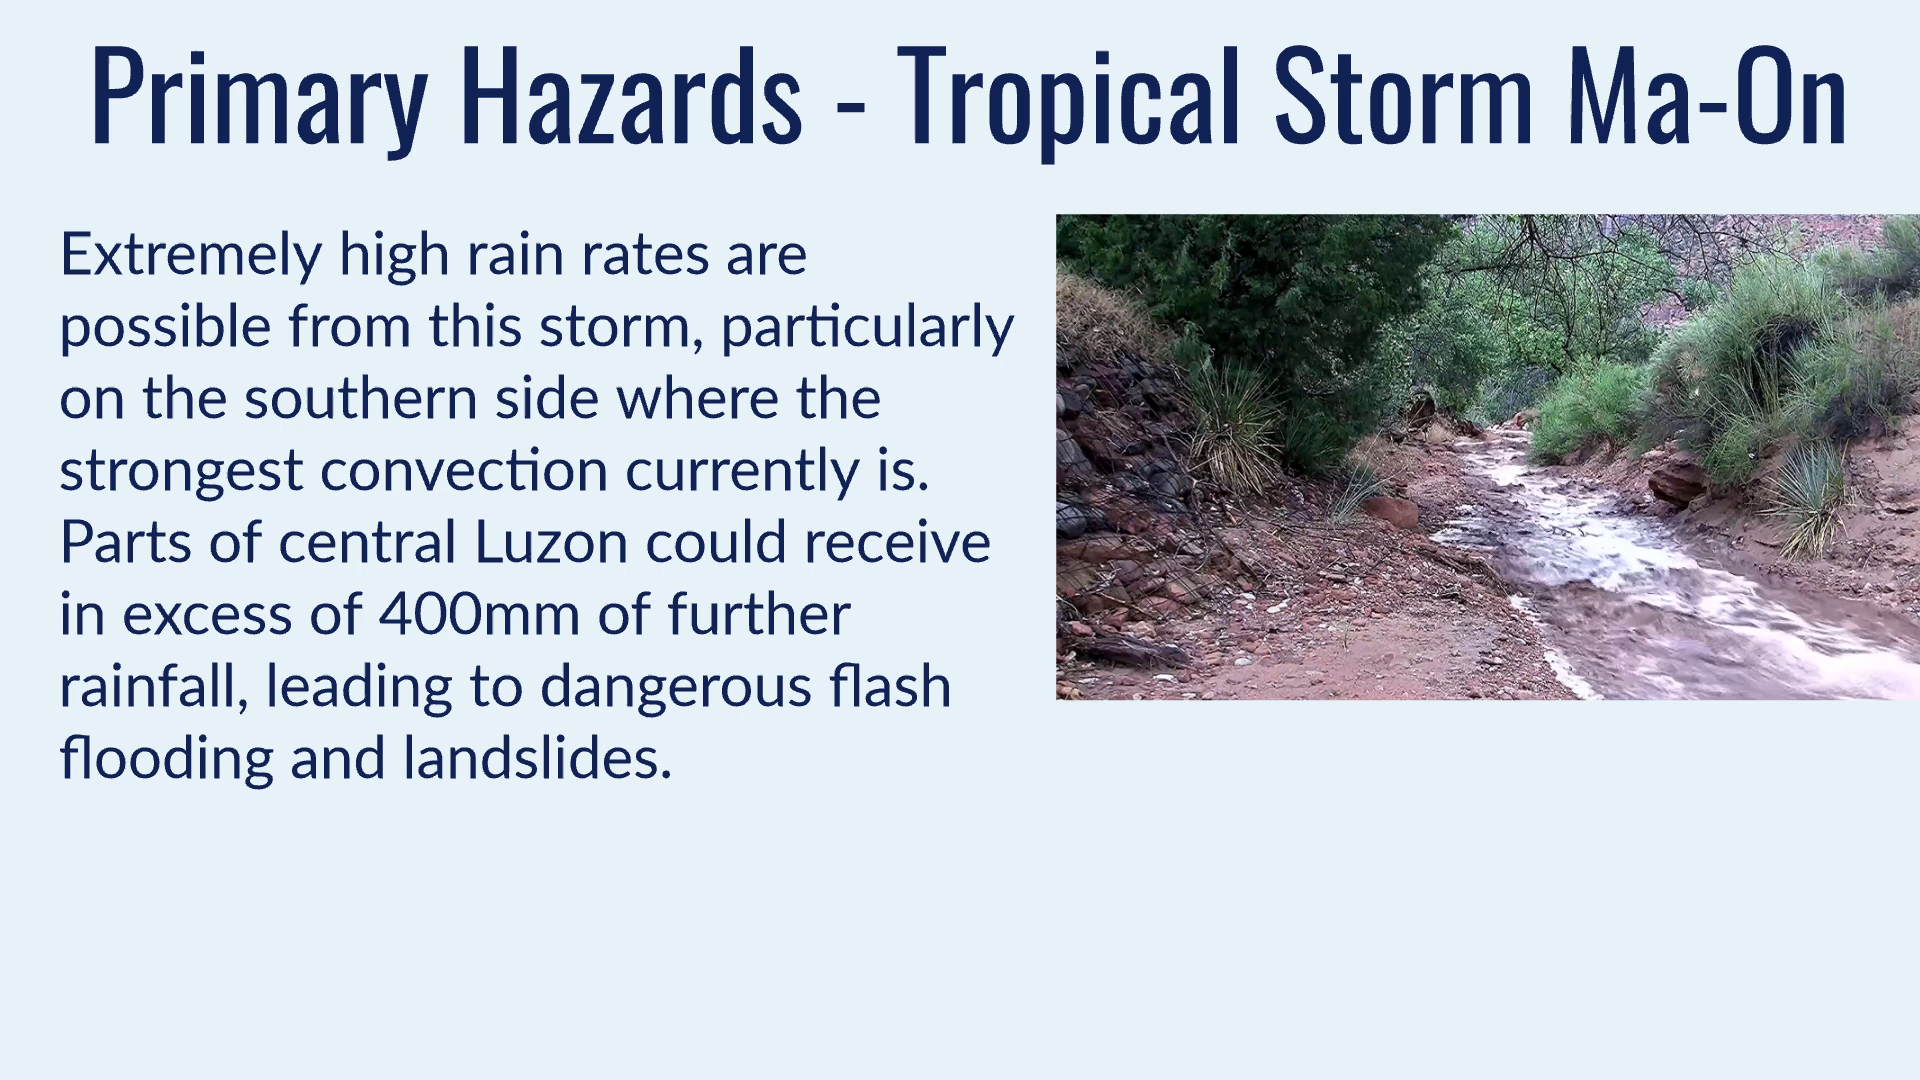 Primary Hazards - Tropical Storm Ma-On
Extremely high rain rates are
possible from this storm, particularly
on the southern side where the
strongest convection currently is.
Parts of central Luzon could receive
in excess of 400mm of further
rainfall, leading to dangerous flash
flooding and landslides.